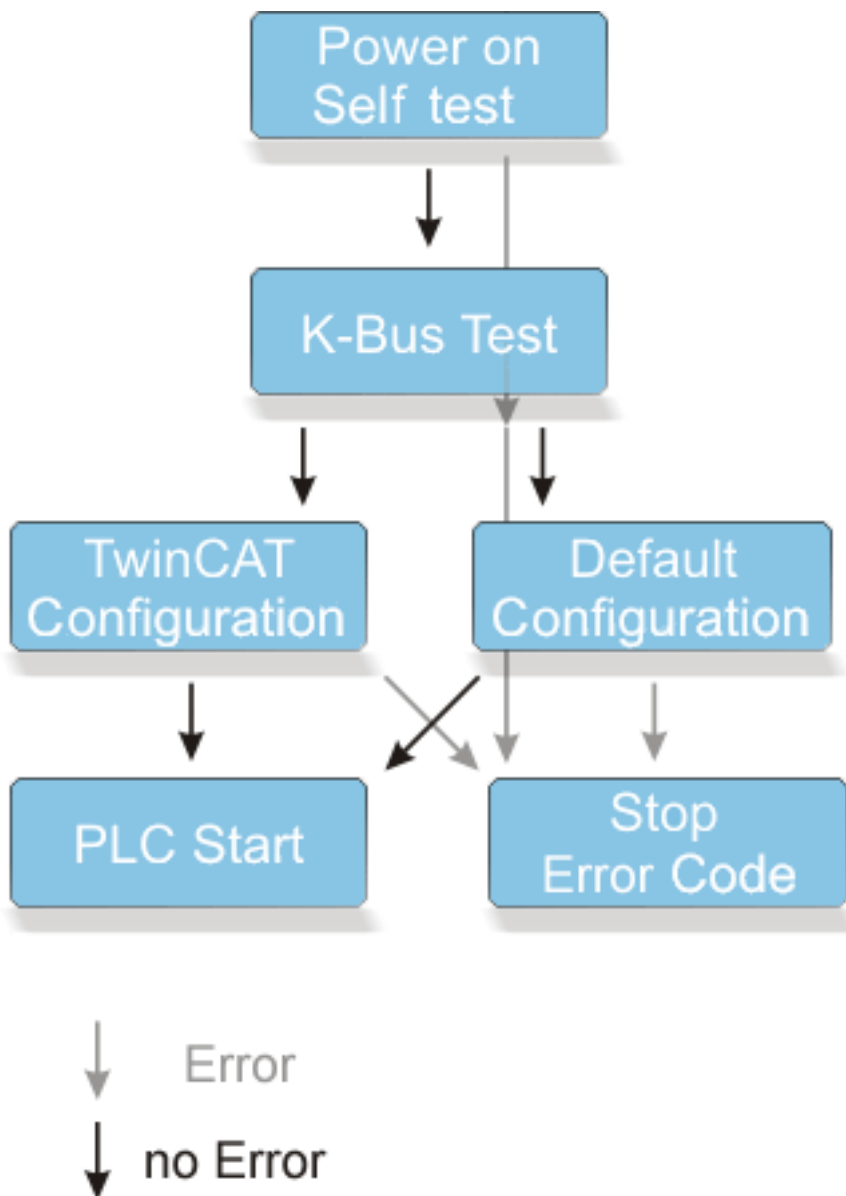 Power on
Self test
K-Bus Test
TwinCAT
Configuration
Default
Configuration
PLC Start
Stop
Error Code
Error
no Error